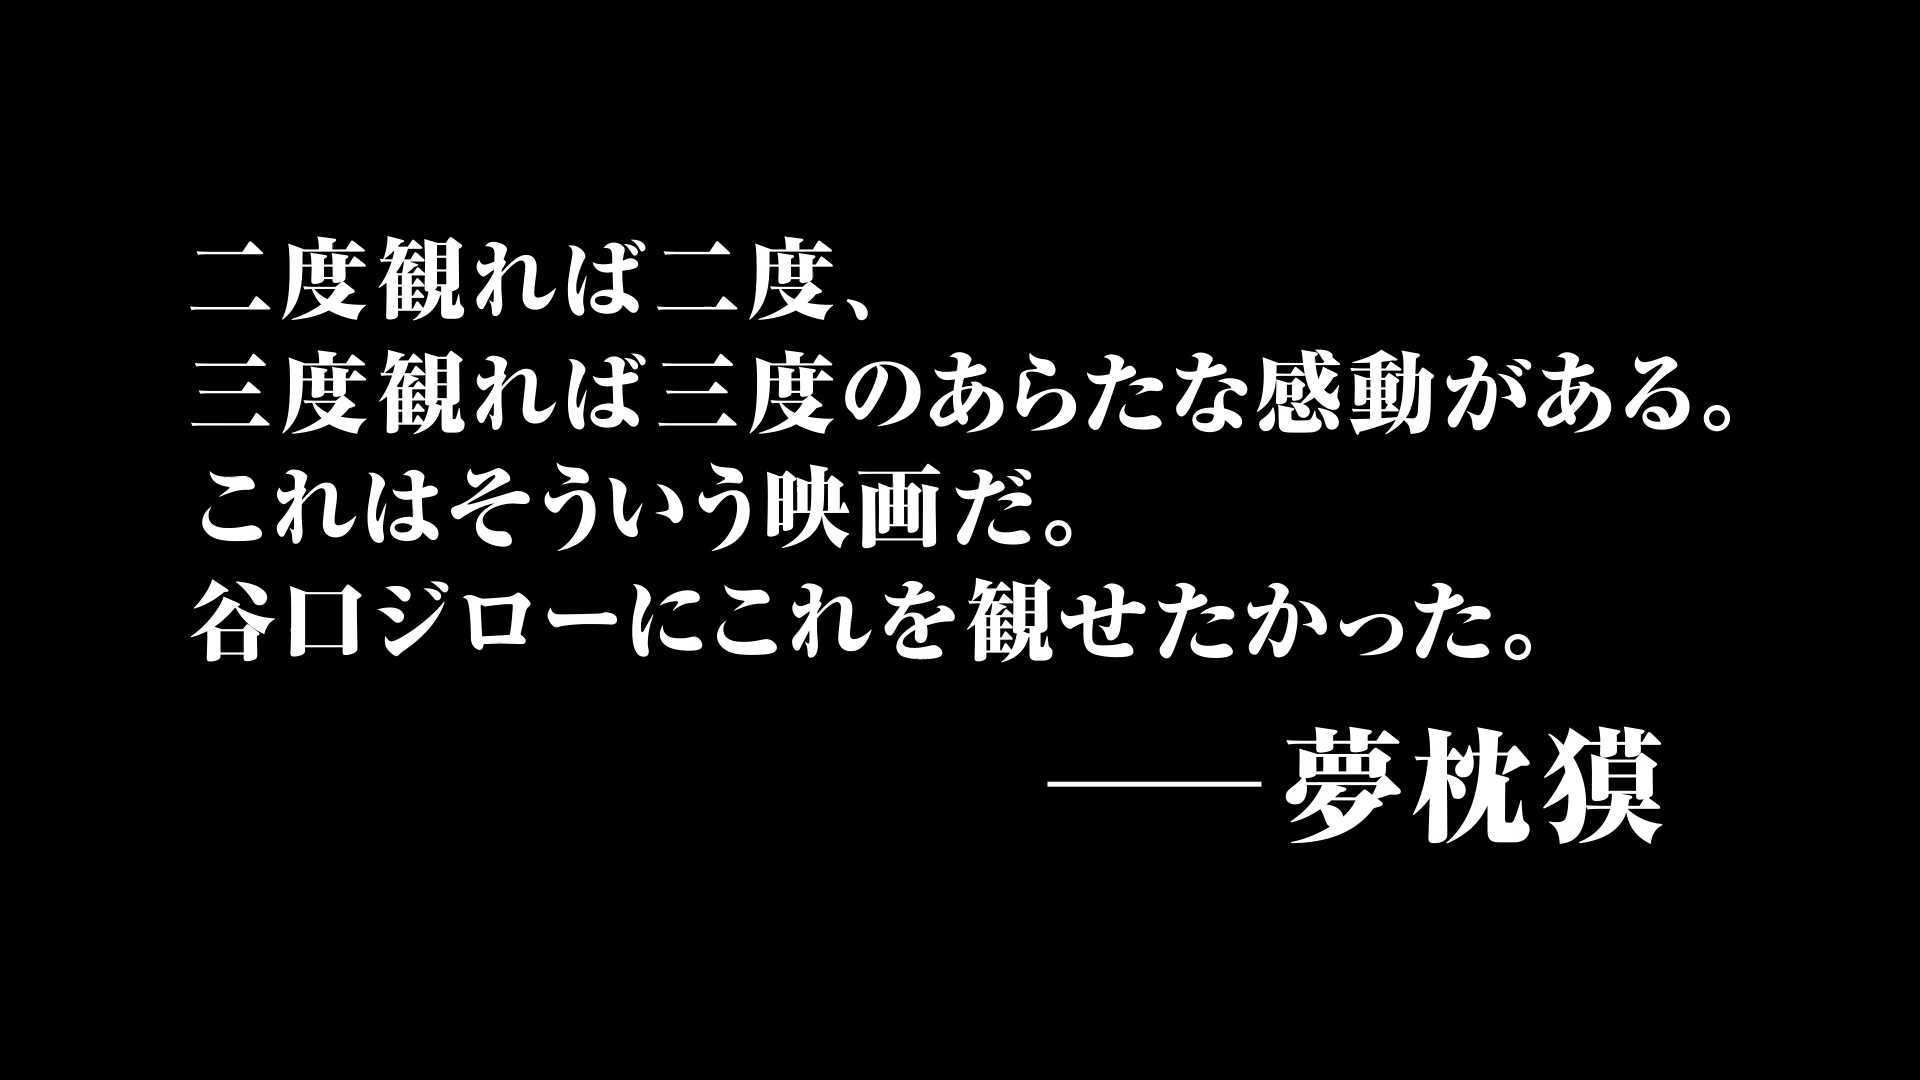 二度観れば二度、
三度観れば三度のあらたな感動がある。
これはそういう映画だ。
谷口ジローにこれを観せたかった。
――夢枕獏